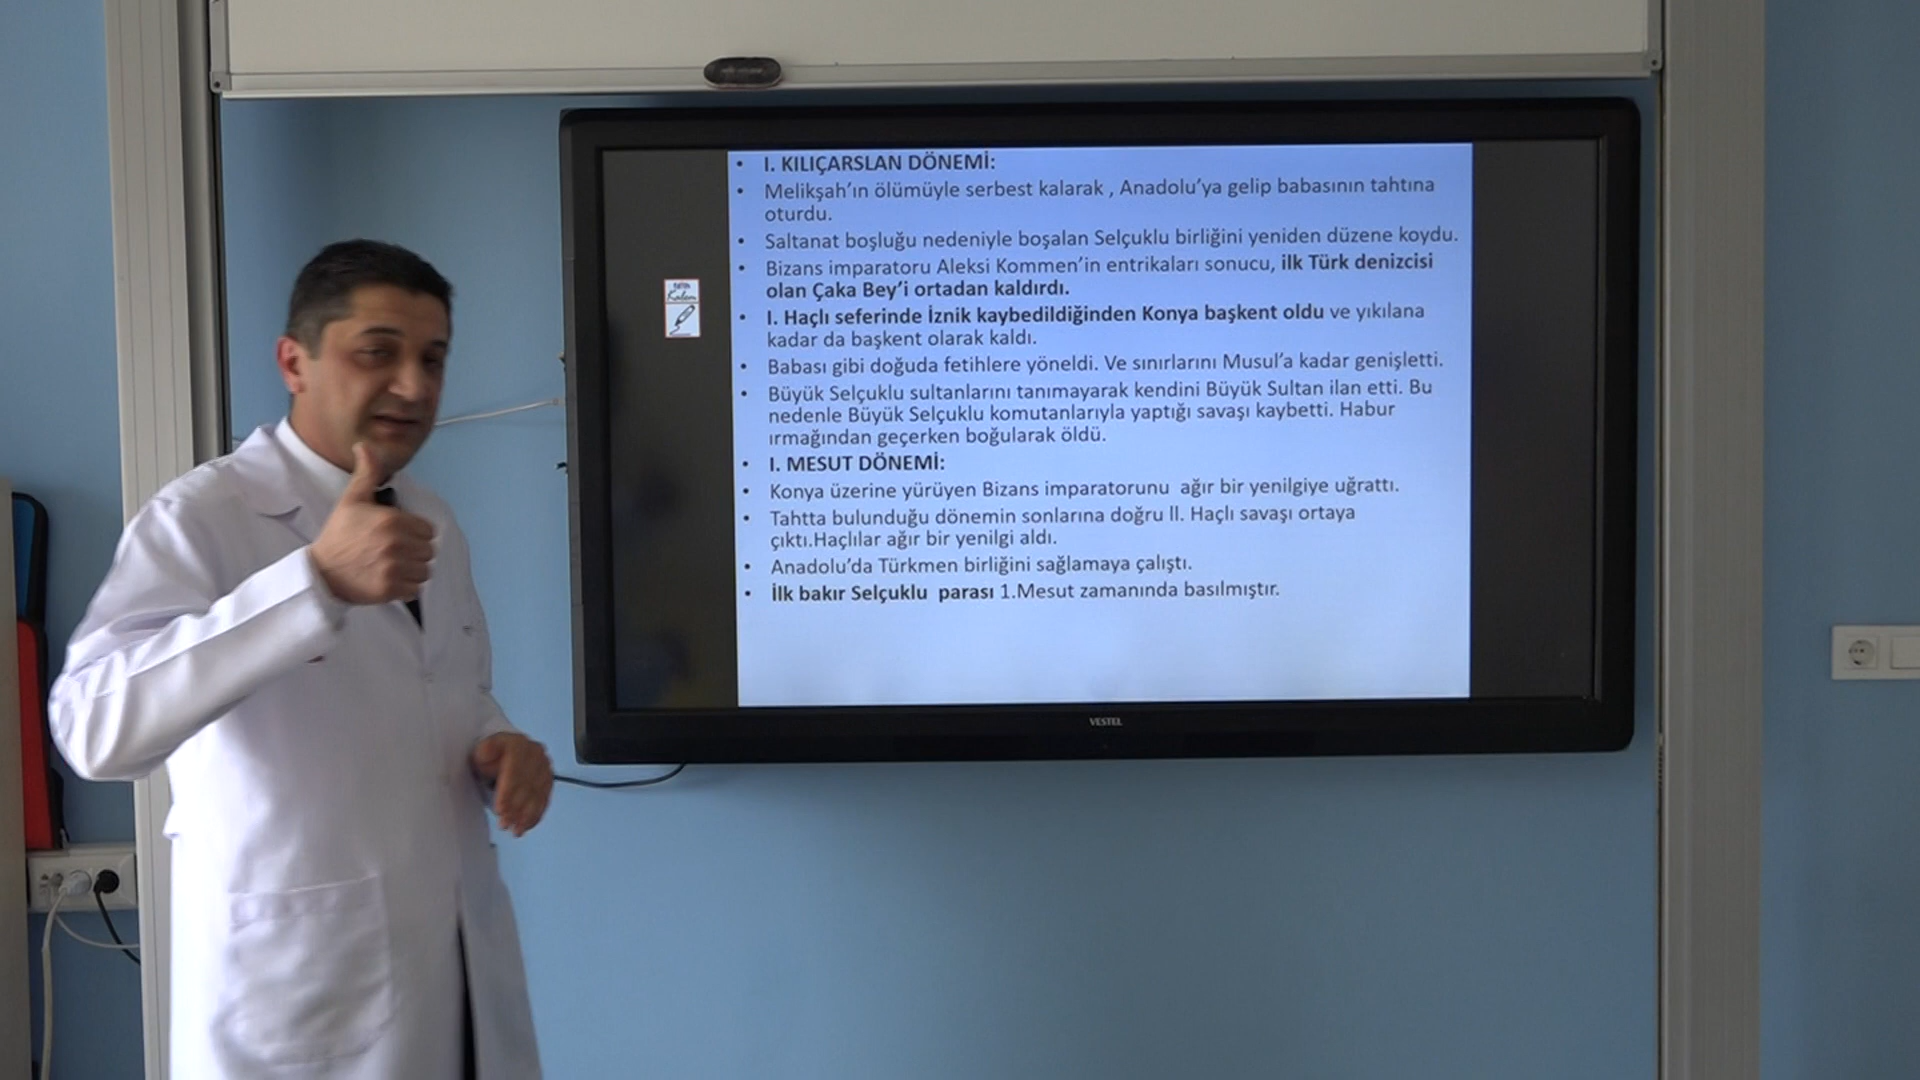 • I. KILIÇARSLAN DÖNEMİ:
• Melikşah'ın ölümüyle serbest kalarak , Anadolu'ya gelip babasının tahtına
oturdu.
• Saltanat boşluğu nedeniyle boşalan Selçuklu birliğini yeniden düzene koydu.
• Bizans imparatoru Aleksi Kommen'in entrikaları sonucu, ilk Türk denizcisi
olan Çaka Bey'i ortadan kaldırdı.
• I. Haçlı seferinde İznik kaybedildiğinden Konya başkent oldu ve yıkılana
kadar da başkent olarak kaldı.
• Babası gibi doğuda fetihlere yöneldi. Ve sınırlarını Musul'a kadar genişletti.
• Büyük Selçuklu sultanlarını tanımayarak kendini Büyük Sultan ilan etti. Bu
nedenle Büyük Selçuklu komutanlarıyla yaptığı savaşı kaybetti. Habur
ırmağından geçerken boğularak öldü.
• I. MESUT DÖNEMİ:
• Konya üzerine yürüyen Bizans imparatorunu ağır bir yenilgiye uğrattı.
• Tahtta bulunduğu dönemin sonlarına doğru ll. Haçlı savaşı ortaya
çıktı.Haçlılar ağır bir yenilgi aldı.
• Anadolu'da Türkmen birliğini sağlamaya çalıştı.
• İlk bakır Selçuklu parası 1.Mesut zamanında basılmıştır.
Kalem
VESTEL